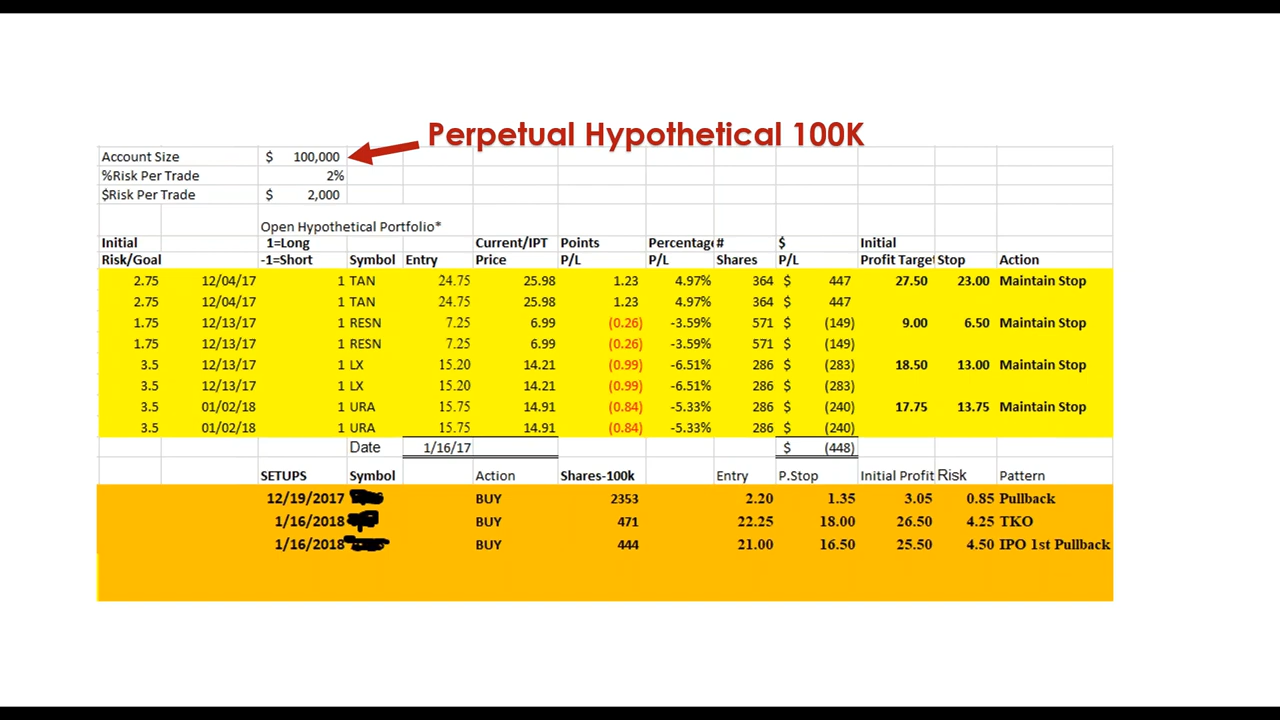 Perpetual Hypothetical 100K
Account Size $ 100,000
%Risk Per Trade 2%
$Risk Per Trade $ 2,000
Open Hypothetical Portfolio*
Initial 1=Long Current/IPT Points Percentage # $ Initial
Risk/Goal -1=Short Symbol Entry Price P/L P/L Shares P/L Profit Target Stop Action
2.75 12/04/17 1 TAN 24.75 25.98 1.23 4.97% 364 $ 447 27.50 23.00 Maintain Stop
2.75 12/04/17 1 TAN 24.75 25.98 1.23 4.97% 364 $ 447
1.75 12/13/17 1 RESN 7.25 6.99 (0.26) -3.59% 571 $ (149) 9.00 6.50 Maintain Stop
1.75 12/13/17 1 RESN 7.25 6.99 (0.26) -3.59% 571 $ (149)
3.5 12/13/17 1 LX 15.20 14.21 (0.99) -6.51% 286 $ (283) 18.50 13.00 Maintain Stop
3.5 12/13/17 1 LX 15.20 14.21 (0.99) -6.51% 286 $ (283)
3.5 01/02/18 1 URA 15.75 14.91 (0.84) -5.33% 286 $ (240) 17.75 13.75 Maintain Stop
3.5 01/02/18 1 URA 15.75 14.91 (0.84) -5.33% 286 $ (240)
Date 1/16/17 $ (448)
SETUPS Symbol Action Shares-100k Entry P.Stop Initial Profit Risk Pattern
12/19/2017 BUY 2353 2.20 1.35 3.05 0.85 Pullback
1/16/2018 BUY 471 22.25 18.00 26.50 4.25 TKO
1/16/2018 BUY 444 21.00 16.50 25.50 4.50 IPO 1st Pullback